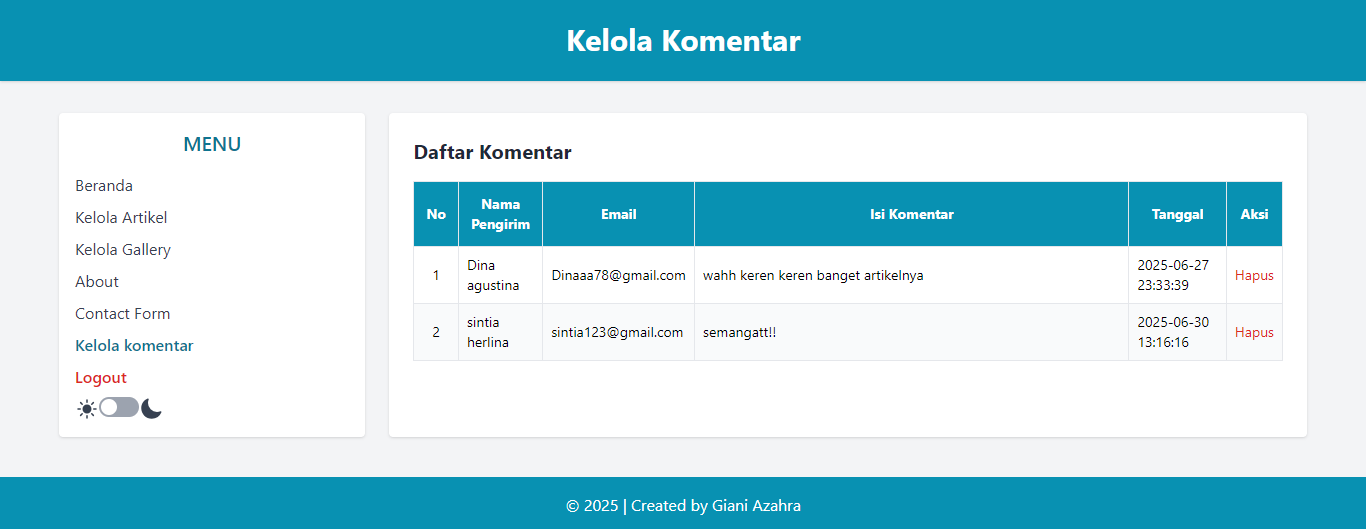 Kelola Komentar
MENU
Beranda
Kelola Artikel
Kelola Gallery
About
Contact Form
Kelola komentar
Logout
Daftar Komentar
No
Nama
Pengirim
Email
Isi Komentar
Tanggal
Aksi
1
Dina
agustina
Dinaaa78@gmail.com
wahh keren keren banget artikelnya
2025-06-27
23:33:39
Hapus
2
sintia
herlina
sintia123@gmail.com
semangatt!!
2025-06-30
13:16:16
Hapus
© 2025 | Created by Giani Azahra